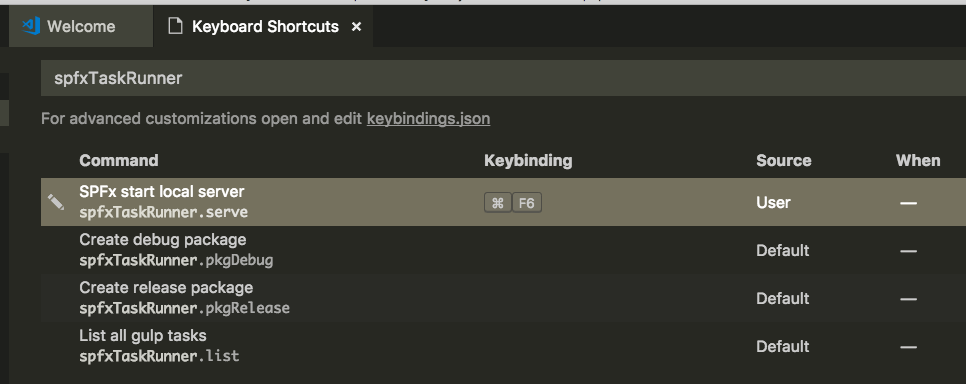 Welcome Keyboard Shortcuts ×
spfxTaskRunner
For advanced customizations open and edit keybindings.json
Command Keybinding Source When
SPFx start local server
spfxTaskRunner.serve ⌘ F6 User —
Create debug package
spfxTaskRunner.pkgDebug Default —
Create release package
spfxTaskRunner.pkgRelease Default —
List all gulp tasks
spfxTaskRunner.list Default —